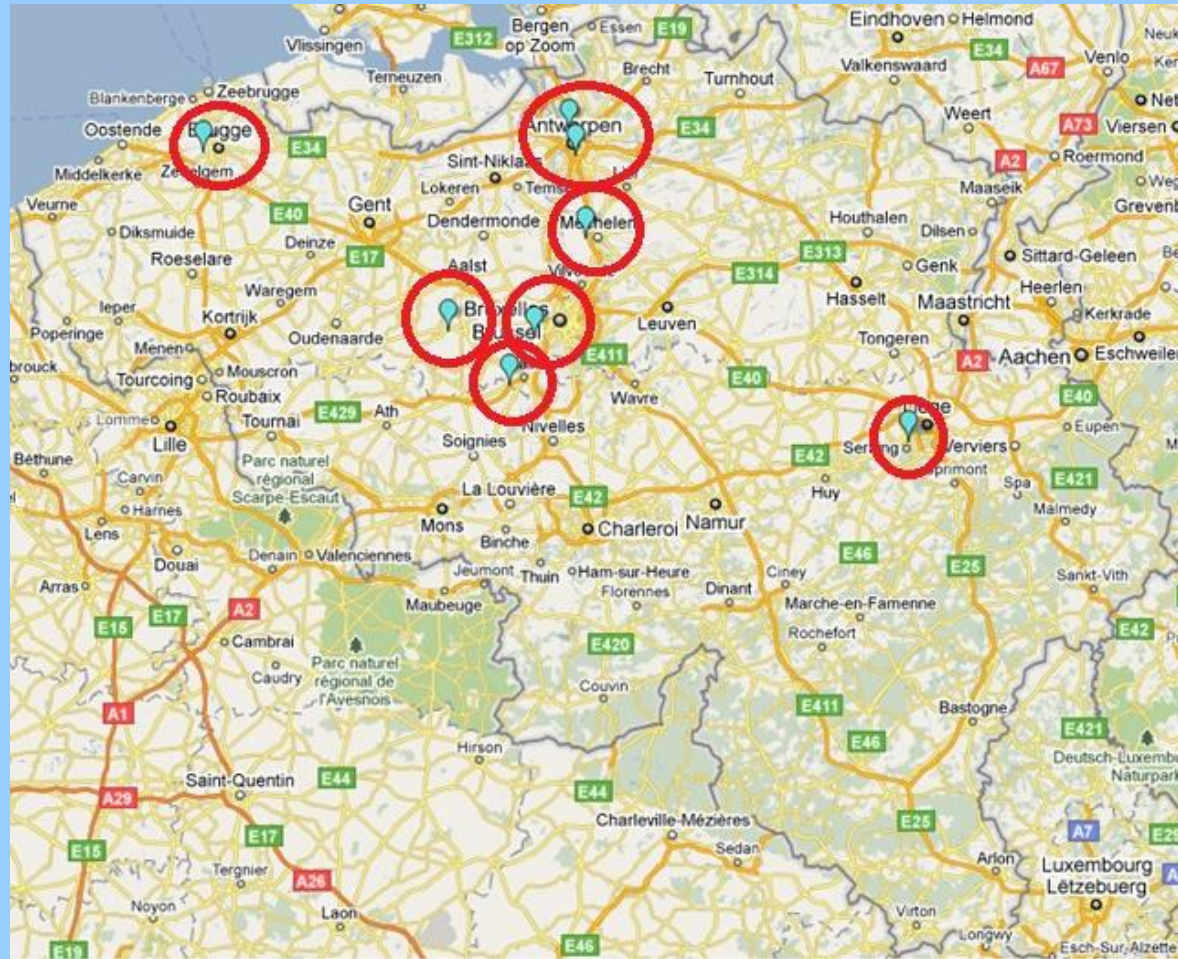 Bergen
op Zoom
Essen
E19
Eindhoven
Helmond
Vlissingen
E312
E34
Brecht
Valkenswaard
A67
Venlo
Terneuzen
Turnhout
Blankenberge
Zeebrugge
Weert
Oostende
Brugge
E34
Antwerpen
E34
A73
Viersen
Sint-Niklaas
A2
Roermond
Middelkerke
Lokeren
Maaseik
Veurne
E40
Gent
Dendermonde
Mechelen
Houthalen
Dilsen
Diksmuide
Deinze
E17
E313
Sittard-Geleen
Roeselare
Aalst
E314
Genk
Waregem
Hasselt
Maastricht
Heerlen
Ieper
Kortrijk
Bruxelles
Brussel
Leuven
Kerkrade
Poperinge
Oudenaarde
Menen
E411
Tongeren
A2
Aachen
Eschweiler
Tourcoing
Mouscron
E40
Roubaix
E429
Ath
Wavre
E40
Lomme
Tournai
Lille
Soignies
Nivelles
Eupen
Béthune
Parc naturel
régional
Scarpe-Escaut
E42
Verviers
E421
Carvin
Huy
Spa
Harnes
La Louvière
E42
Lens
Mons
Charleroi
Namur
Malmedy
Binche
Douai
Denain
Valenciennes
E46
Jeumont
Thuin
Ham-sur-Heure
E25
Arras
Dinant
Ciney
Sankt-Vith
Maubeuge
Florennes
E17
A2
Marche-en-Famenne
E15
E42
Cambrai
E420
Rochefort
Caudry
Parc naturel
régional de
l'Avesnois
Couvin
A1
E411
Bastogne
E421
Hirson
E46
Saint-Quentin
E44
A29
E44
E15
E17
Charleville-Mézières
E25
A7
Sedan
Tergnier
A26
Arlon
Luxembourg
Lëtzebuerg
Noyon
Laon
Virton
E19
E46
Longwy
Esch-Sur-Alzette